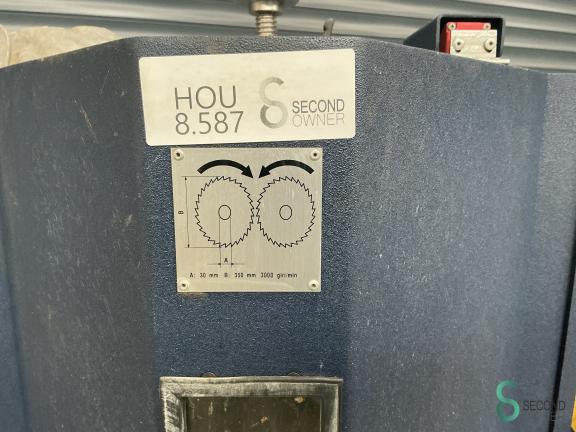 HOU
8.587
SECOND
OWNER
B
A
A: 30 mm B: 350 mm 3000 giri/min
SECOND